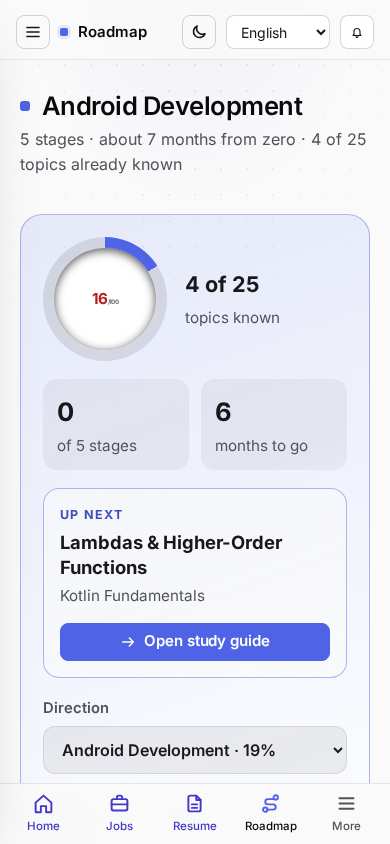 Roadmap
English
Android Development
5 stages · about 7 months from zero · 4 of 25
topics already known
16/100
4 of 25
topics known
0
of 5 stages
6
months to go
UP NEXT
Lambdas & Higher-Order
Functions
Kotlin Fundamentals
→ Open study guide
Direction
Android Development · 19%
Home
Jobs
Resume
Roadmap
More